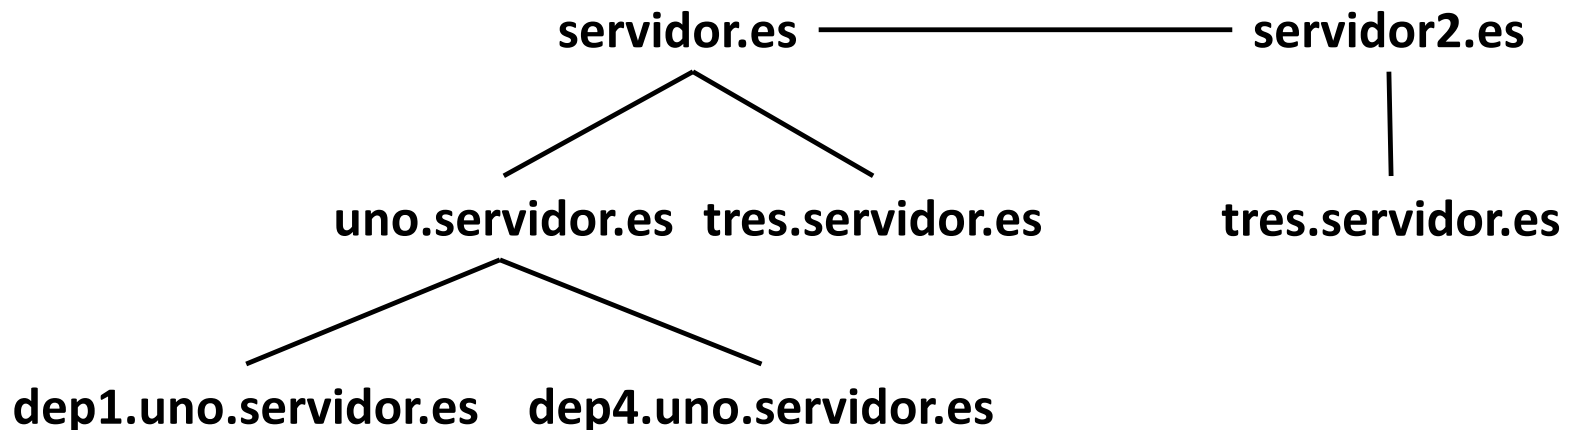 servidor.es servidor2.es
uno.servidor.es tres.servidor.es tres.servidor.es
dep1.uno.servidor.es dep4.uno.servidor.es